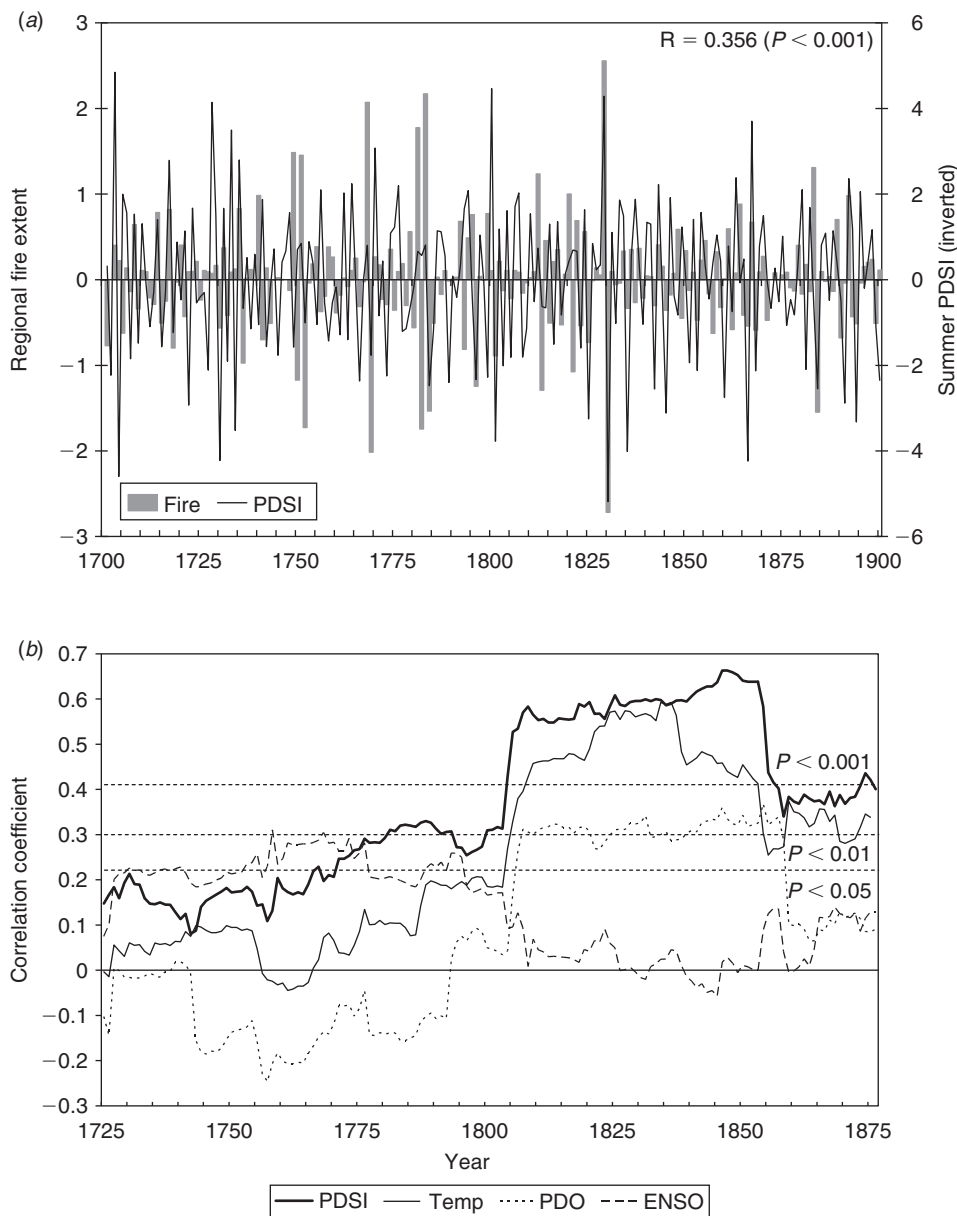 (a)
R = 0.356 (P < 0.001)
3
2
1
0
−1
−2
−3
Regional fire extent
6
4
2
0
−2
−4
−6
Summer PDSI (inverted)
Fire PDSI
1700 1725 1750 1775 1800 1825 1850 1875 1900
(b)
0.7
0.6
0.5
0.4
0.3
0.2
0.1
0
−0.1
−0.2
−0.3
Correlation coefficient
P < 0.001
P < 0.01
P < 0.05
1725 1750 1775 1800 1825 1850 1875
Year
PDSI Temp PDO ENSO